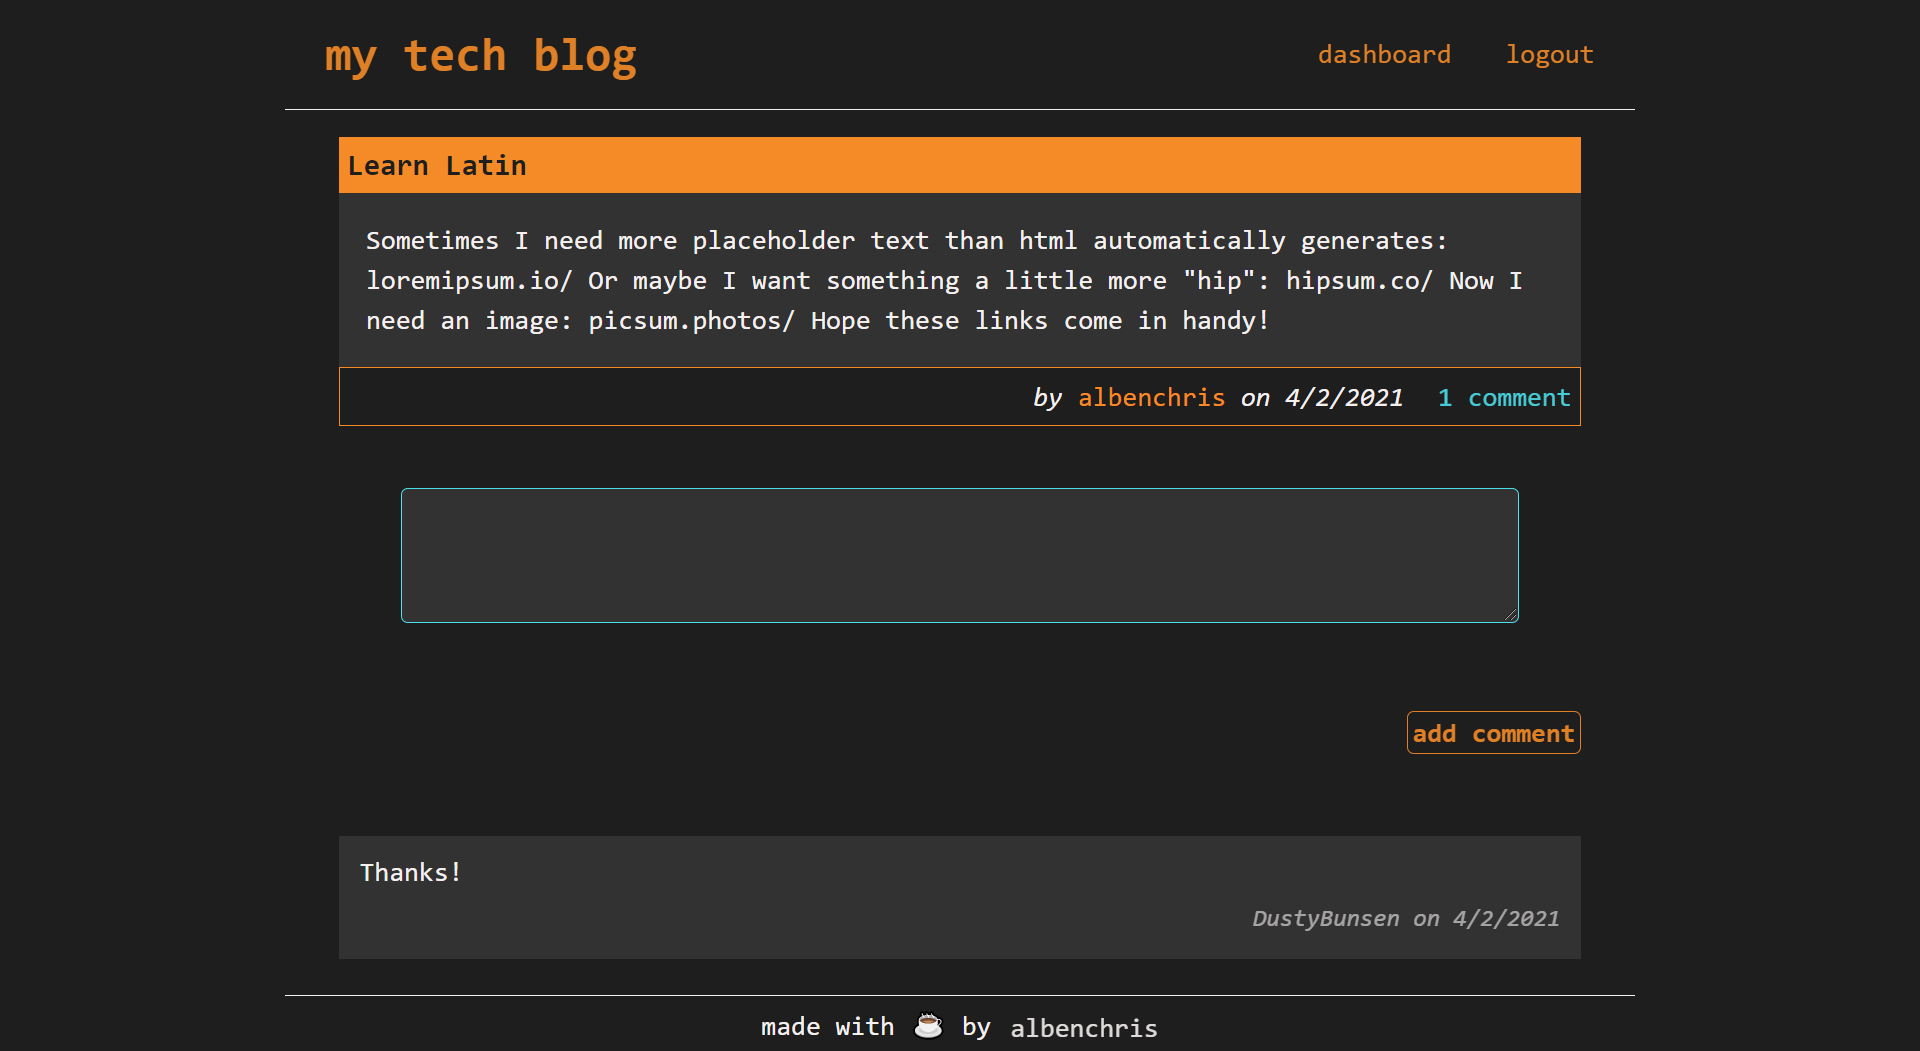 my tech blog
dashboard logout
Learn Latin
Sometimes I need more placeholder text than html automatically generates:
loremipsum.io/ Or maybe I want something a little more "hip": hipsum.co/ Now I
need an image: picsum.photos/ Hope these links come in handy!
by albenchris on 4/2/2021 1 comment
add comment
Thanks!
DustyBunsen on 4/2/2021
made with ☕ by albenchris